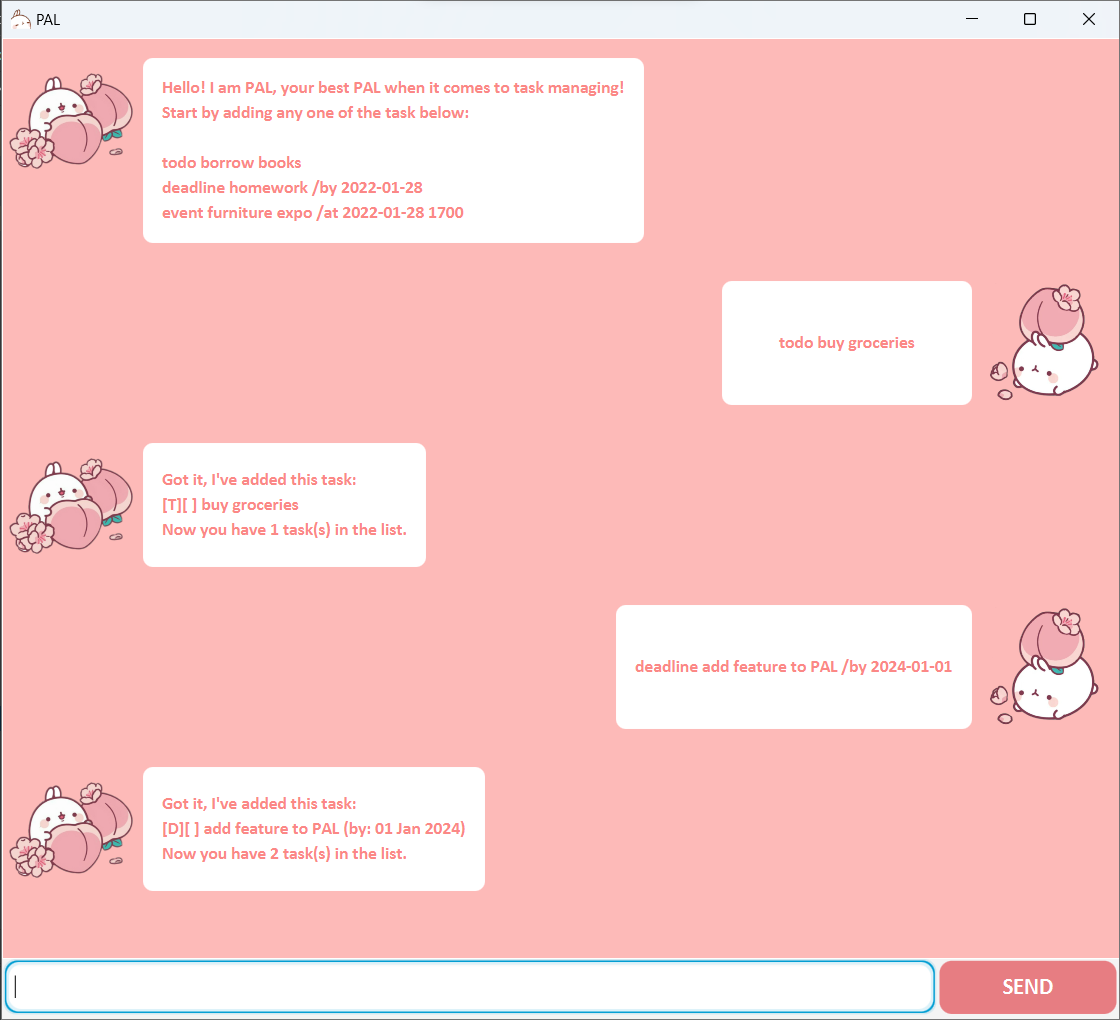 PAL
Hello! I am PAL, your best PAL when it comes to task managing!
Start by adding any one of the task below:
todo borrow books
deadline homework /by 2022-01-28
event furniture expo /at 2022-01-28 1700
todo buy groceries
Got it, I've added this task:
[T][ ] buy groceries
Now you have 1 task(s) in the list.
deadline add feature to PAL /by 2024-01-01
Got it, I've added this task:
[D][ ] add feature to PAL (by: 01 Jan 2024)
Now you have 2 task(s) in the list.
SEND